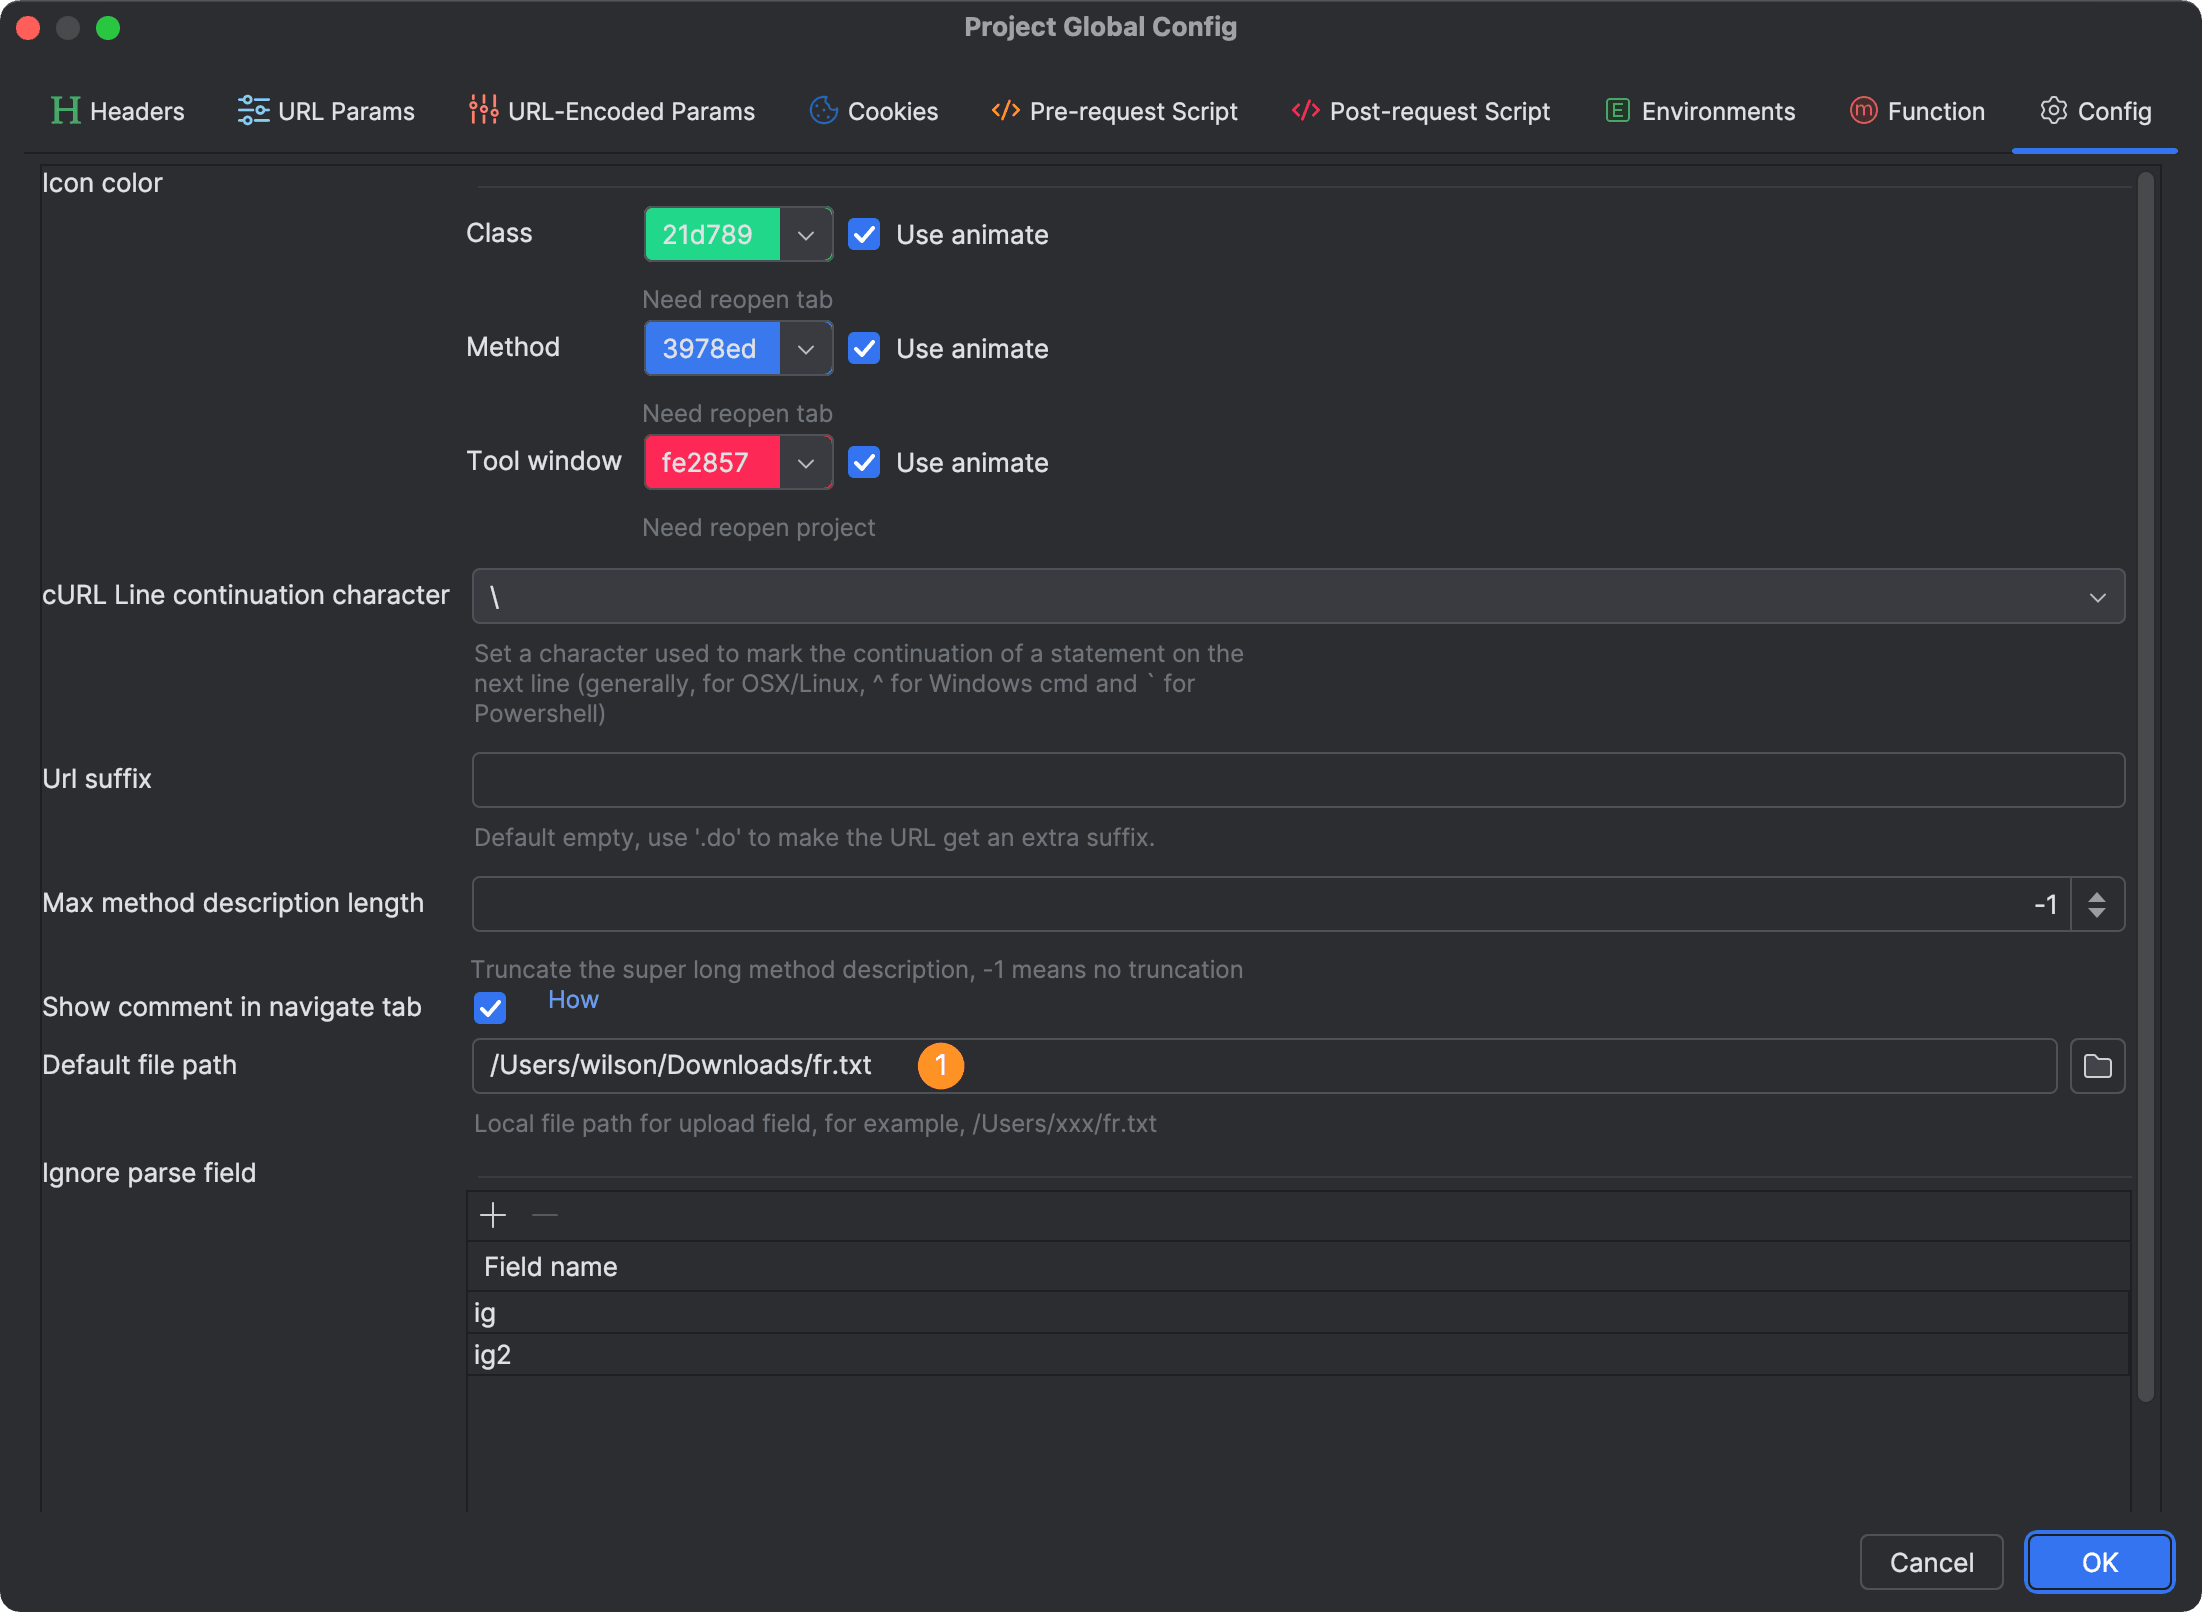 Project Global Config
Headers URL Params URL-Encoded Params Cookies Pre-request Script Post-request Script Environments Function Config
Icon color
Class 21d789 Use animate
Need reopen tab
Method 3978ed Use animate
Need reopen tab
Tool window fe2857 Use animate
Need reopen project
cURL Line continuation character \
Set a character used to mark the continuation of a statement on the
next line (generally, for OSX/Linux, ^ for Windows cmd and ` for
Powershell)
Url suffix
Default empty, use '.do' to make the URL get an extra suffix.
Max method description length -1
Truncate the super long method description, -1 means no truncation
Show comment in navigate tab How
Default file path /Users/wilson/Downloads/fr.txt 1
Local file path for upload field, for example, /Users/xxx/fr.txt
Ignore parse field
Field name
ig
ig2
Cancel OK